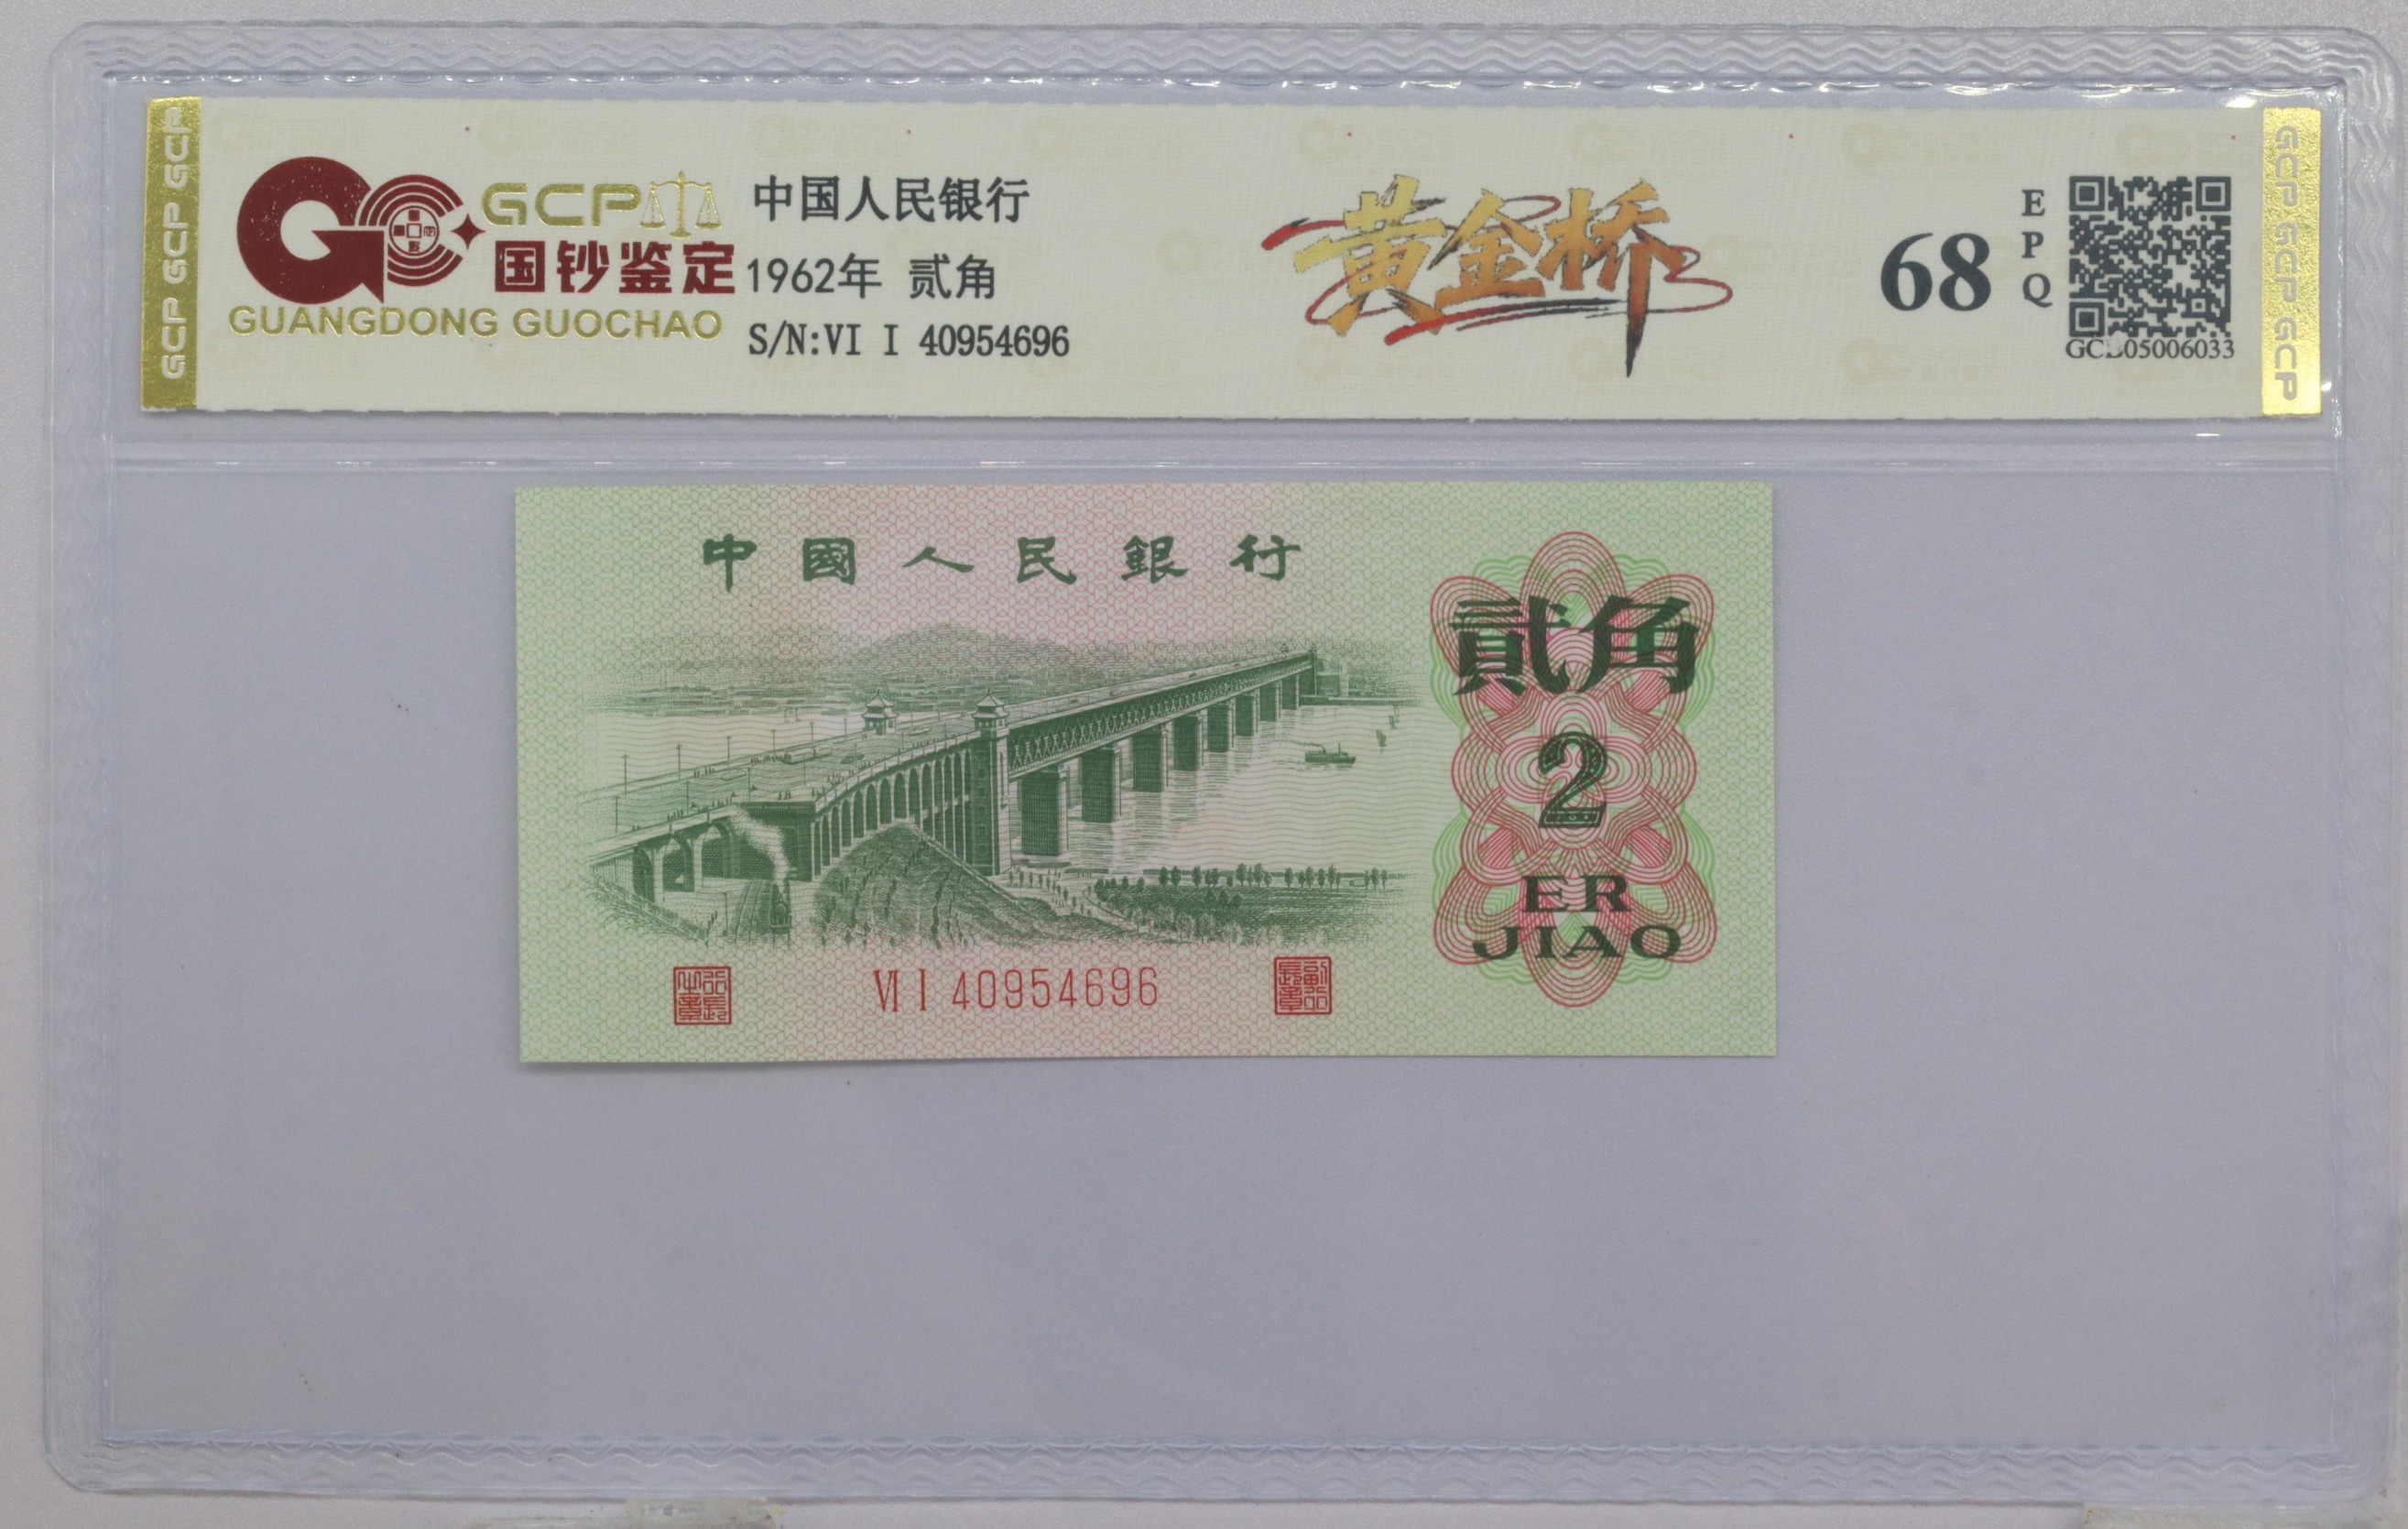 GCP
国钞鉴定
GUANGDONG GUOCHAO
中国人民银行
1962年 贰角
S/N:VI I 40954696
黄金桥
68
EPQ
GCP GCP GCP
GCP GCP GCP
中國人民銀行
貳角
2
ER
JIAO
VI I 40954696